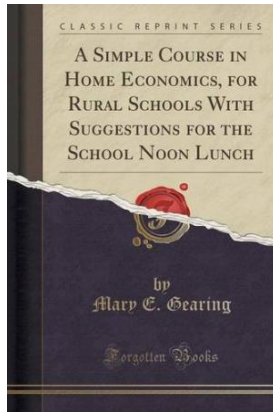 CLASSIC REPRINT SERIES
A SIMPLE COURSE IN
HOME ECONOMICS, FOR
RURAL SCHOOLS WITH
SUGGESTIONS FOR THE
SCHOOL NOON LUNCH
by
Mary E. Gearing
Forgotten Books